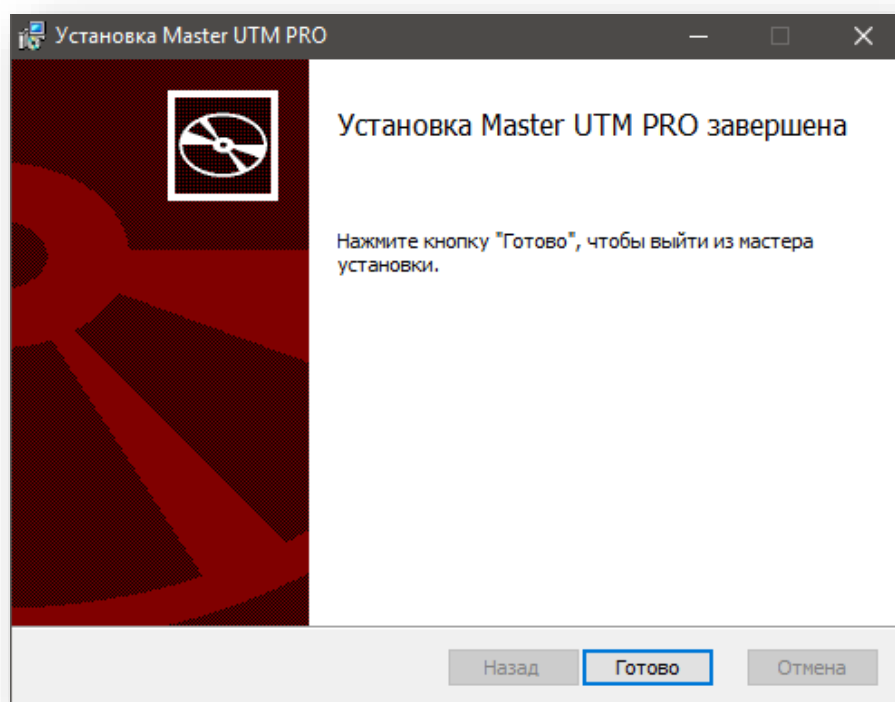 Установка Master UTM PRO
Установка Master UTM PRO завершена
Нажмите кнопку "Готово", чтобы выйти из мастера
установки.
Назад
Готово
Отмена